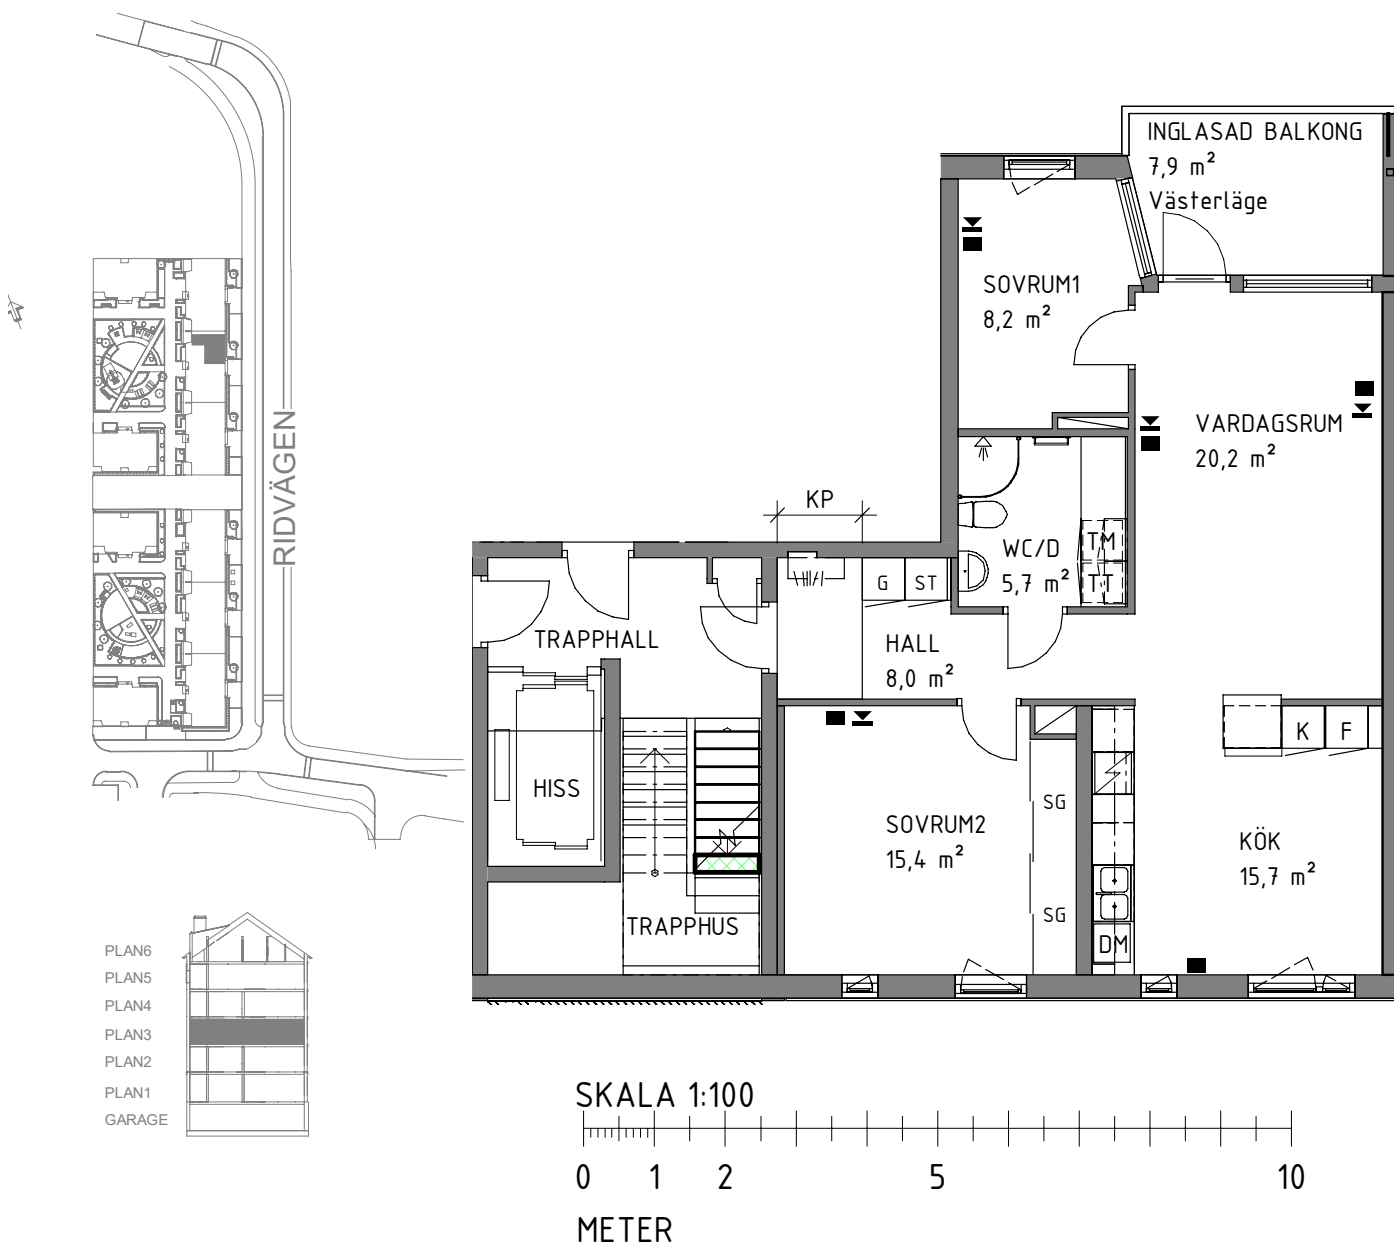 INGLASAD BALKONG
7,9 m²
Västerläge
SOVRUM1
8,2 m²
VARDAGSRUM
20,2 m²
RIDVÄGEN
KP
WC/D
5,7 m²
TM
TT
G
ST
TRAPPHALL
HALL
8,0 m²
K
F
HISS
SG
SOVRUM2
15,4 m²
KÖK
15,7 m²
SG
TRAPPHUS
DM
PLAN6
PLAN5
PLAN4
PLAN3
PLAN2
PLAN1
GARAGE
SKALA 1:100
0 1 2 5 10
METER